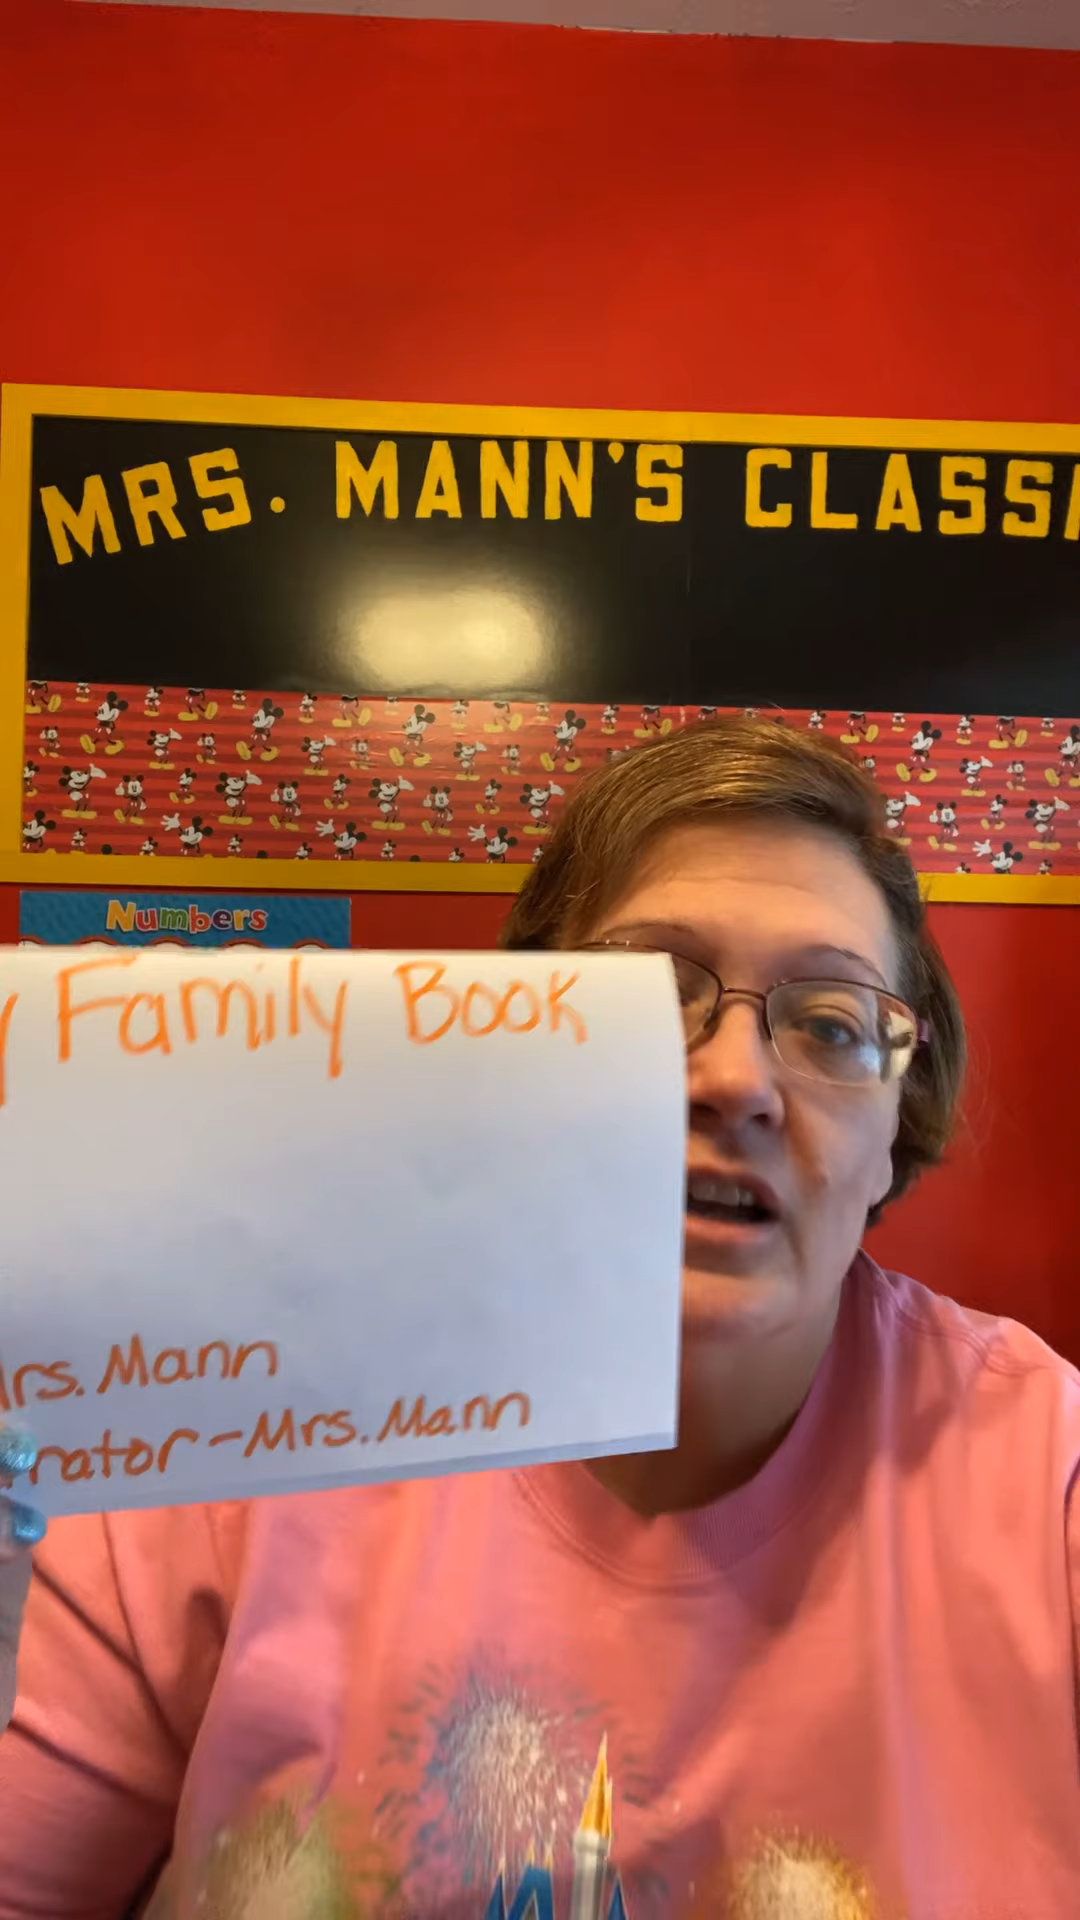 MRS. MANN'S CLASS
Numbers
y Family Book
rs. Mann
rator-Mrs. Mann